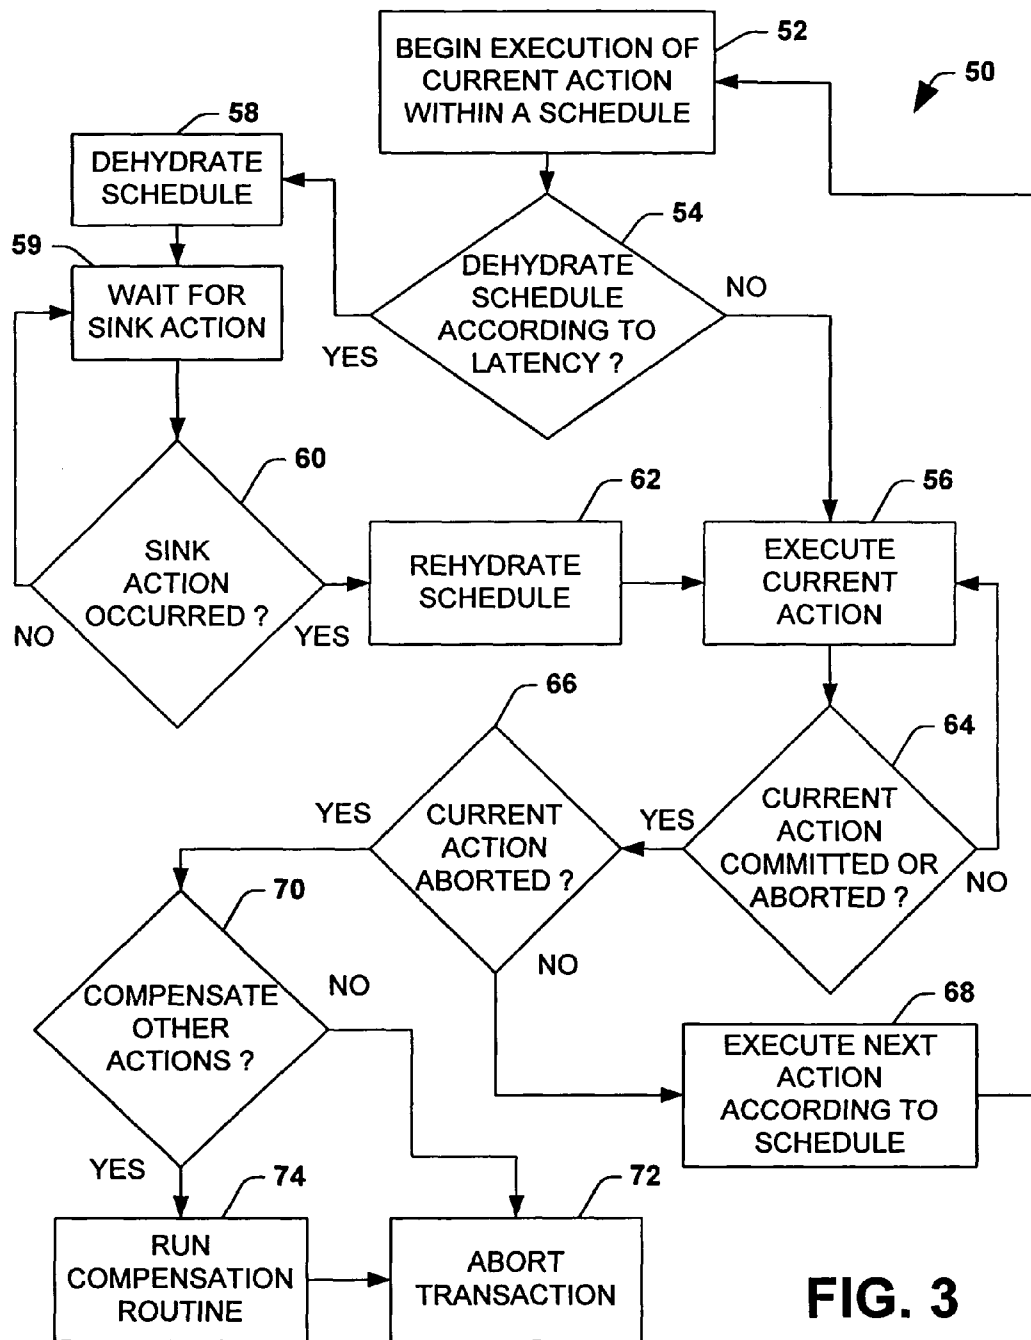 52
BEGIN EXECUTION OF
CURRENT ACTION
WITHIN A SCHEDULE
50
58
DEHYDRATE
SCHEDULE
54
DEHYDRATE
SCHEDULE
ACCORDING TO
LATENCY ?
YES
NO
59
WAIT FOR
SINK ACTION
60
SINK
ACTION
OCCURRED ?
NO
YES
62
REHYDRATE
SCHEDULE
56
EXECUTE
CURRENT
ACTION
64
CURRENT
ACTION
COMMITTED OR
ABORTED ?
YES
NO
66
CURRENT
ACTION
ABORTED ?
YES
NO
70
COMPENSATE
OTHER
ACTIONS ?
NO
YES
68
EXECUTE NEXT
ACTION
ACCORDING TO
SCHEDULE
74
RUN
COMPENSATION
ROUTINE
72
ABORT
TRANSACTION
FIG. 3